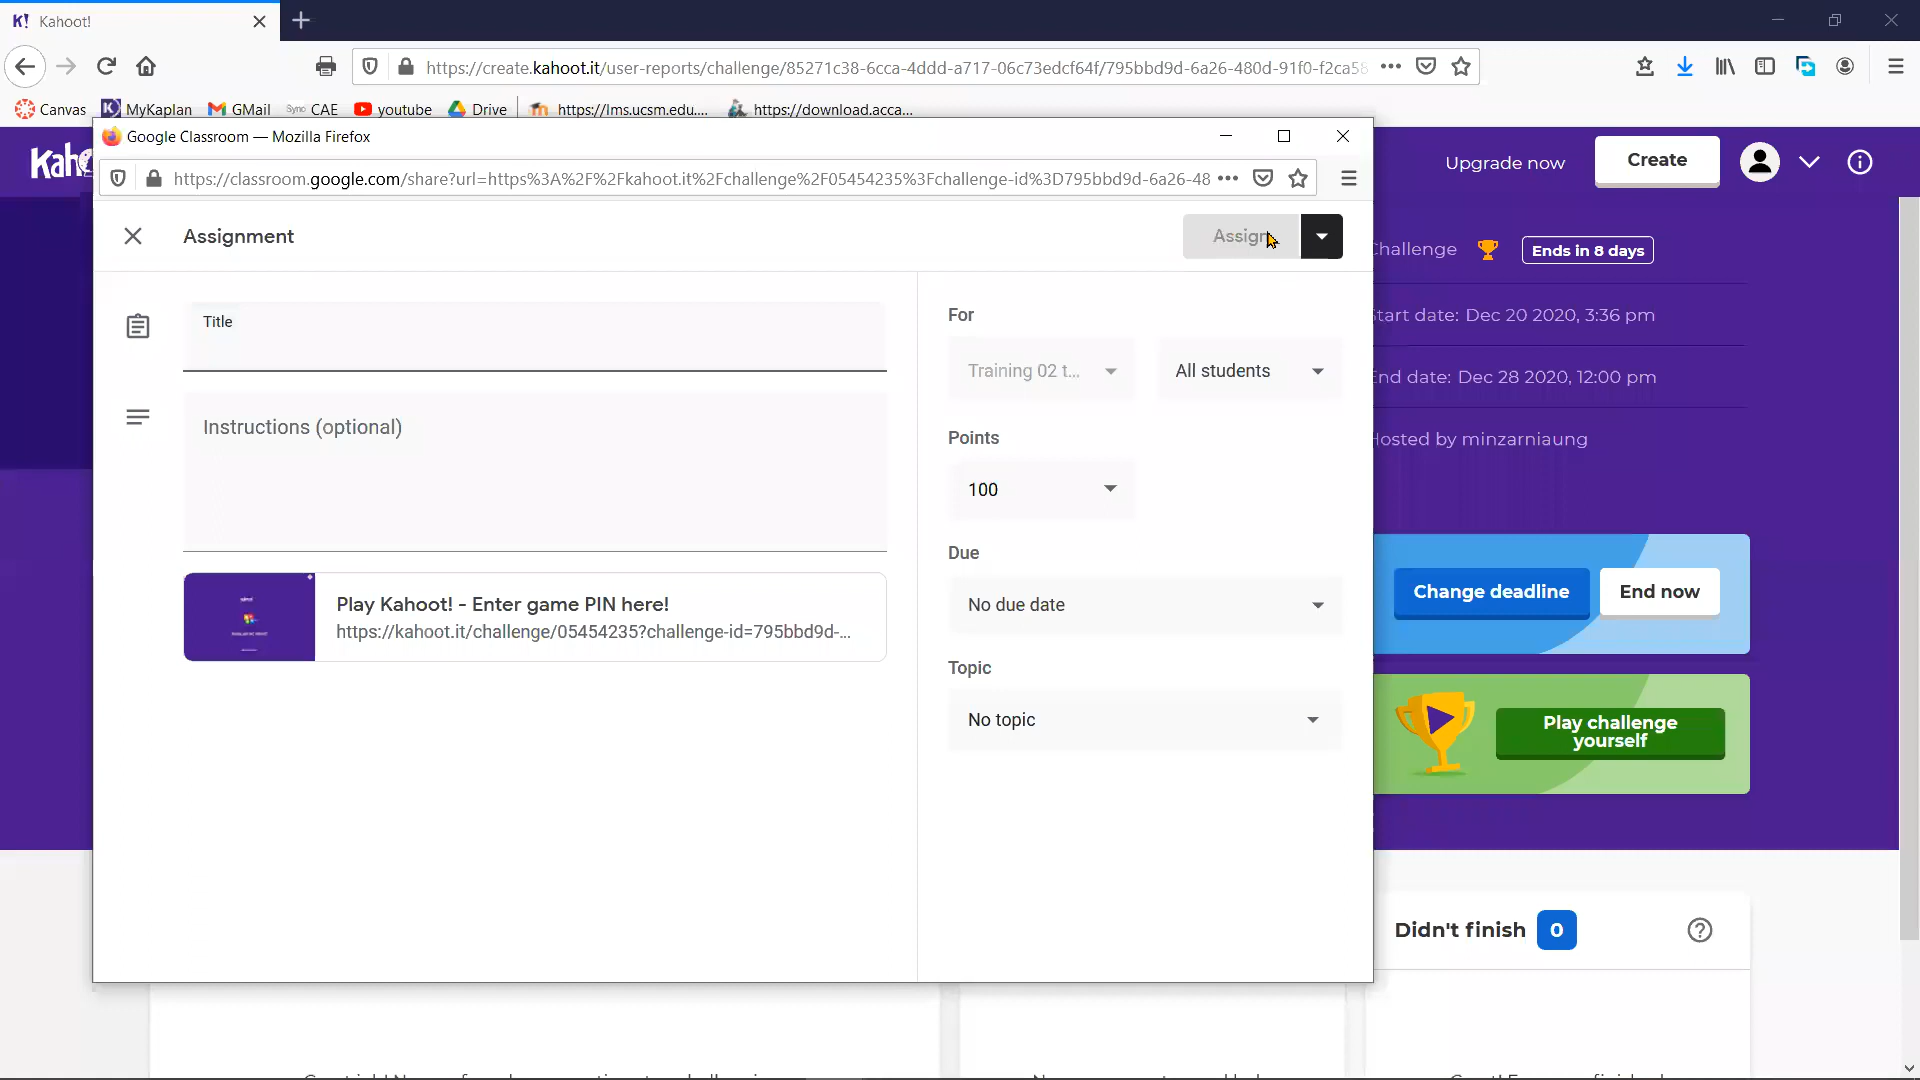 K! Kahoot!
https://create.kahoot.it/user-reports/challenge/85271c38-6cca-4ddd-a717-06c73edcf64f/795bbd9d-6a26-480d-91f0-f2ca58
Canvas MyKaplan GMail Sync CAE youtube Drive https://lms.ucsm.edu.... https://download.acca...
Google Classroom — Mozilla Firefox
Kah
Upgrade now
Create
https://classroom.google.com/share?url=https%3A%2F%2Fkahoot.it%2Fchallenge%2F05454235%3Fchallenge-id%3D795bbd9d-6a26-48
Assignment
Assign
Challenge
Ends in 8 days
Title
For
Start date: Dec 20 2020, 3:36 pm
Training 02 t...
All students
End date: Dec 28 2020, 12:00 pm
Instructions (optional)
Points
Hosted by minzarniaung
100
Due
Change deadline
End now
Play Kahoot! - Enter game PIN here!
https://kahoot.it/challenge/05454235?challenge-id=795bbd9d-...
No due date
Topic
No topic
Play challenge
yourself
Didn't finish 0